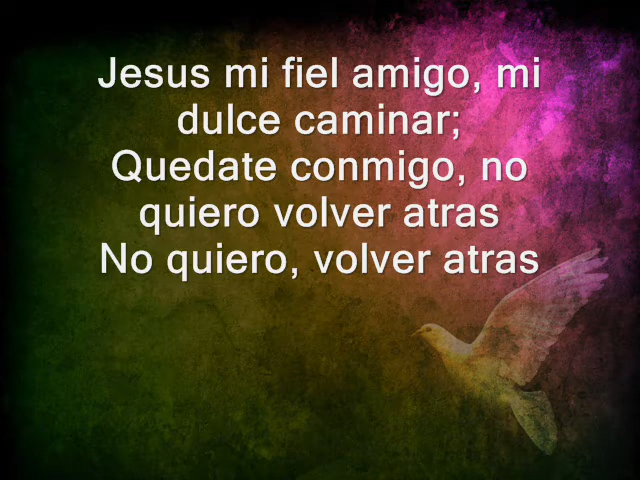 Jesus mi fiel amigo, mi
dulce caminar;
Quedate conmigo, no
quiero volver atras
No quiero, volver atras